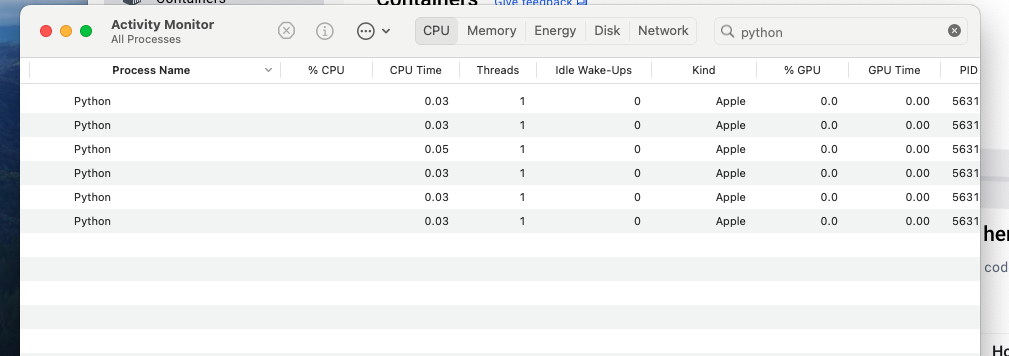 Containers Containers Give feedback
Activity Monitor
All Processes
CPU Memory Energy Disk Network
python
Process Name % CPU CPU Time Threads Idle Wake-Ups Kind % GPU GPU Time PID
Python 0.03 1 0 Apple 0.0 0.00 5631
Python 0.03 1 0 Apple 0.0 0.00 5631
Python 0.05 1 0 Apple 0.0 0.00 5631
Python 0.03 1 0 Apple 0.0 0.00 5631
Python 0.03 1 0 Apple 0.0 0.00 5631
Python 0.03 1 0 Apple 0.0 0.00 5631
her
cod
Ho